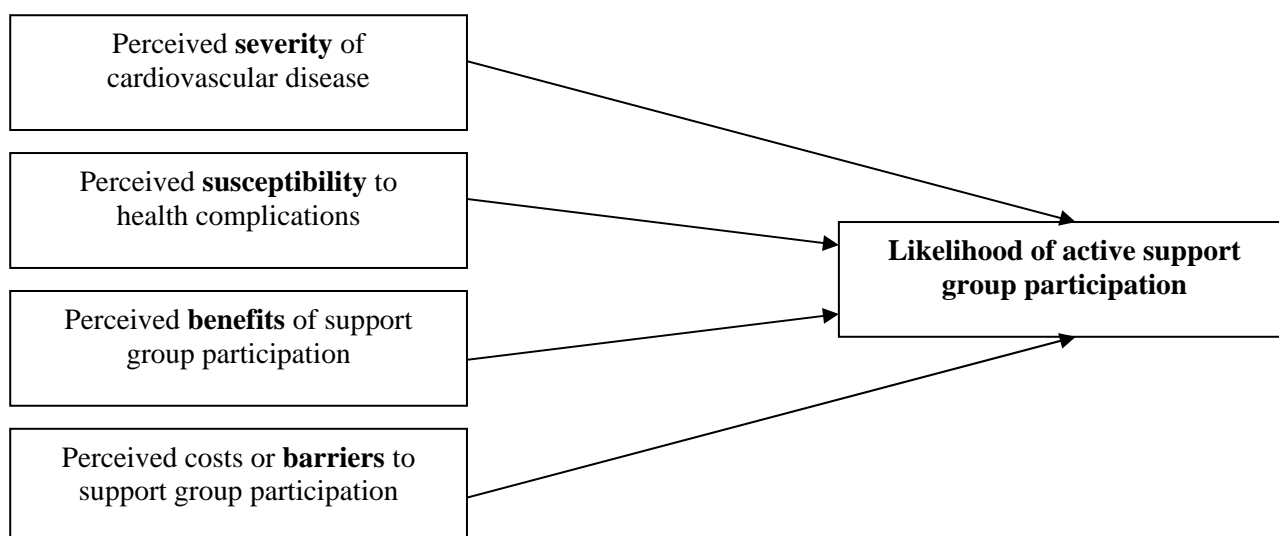 Perceived severity of
cardiovascular disease
Perceived susceptibility to
health complications
Perceived benefits of support
group participation
Perceived costs or barriers to
support group participation
Likelihood of active support
group participation